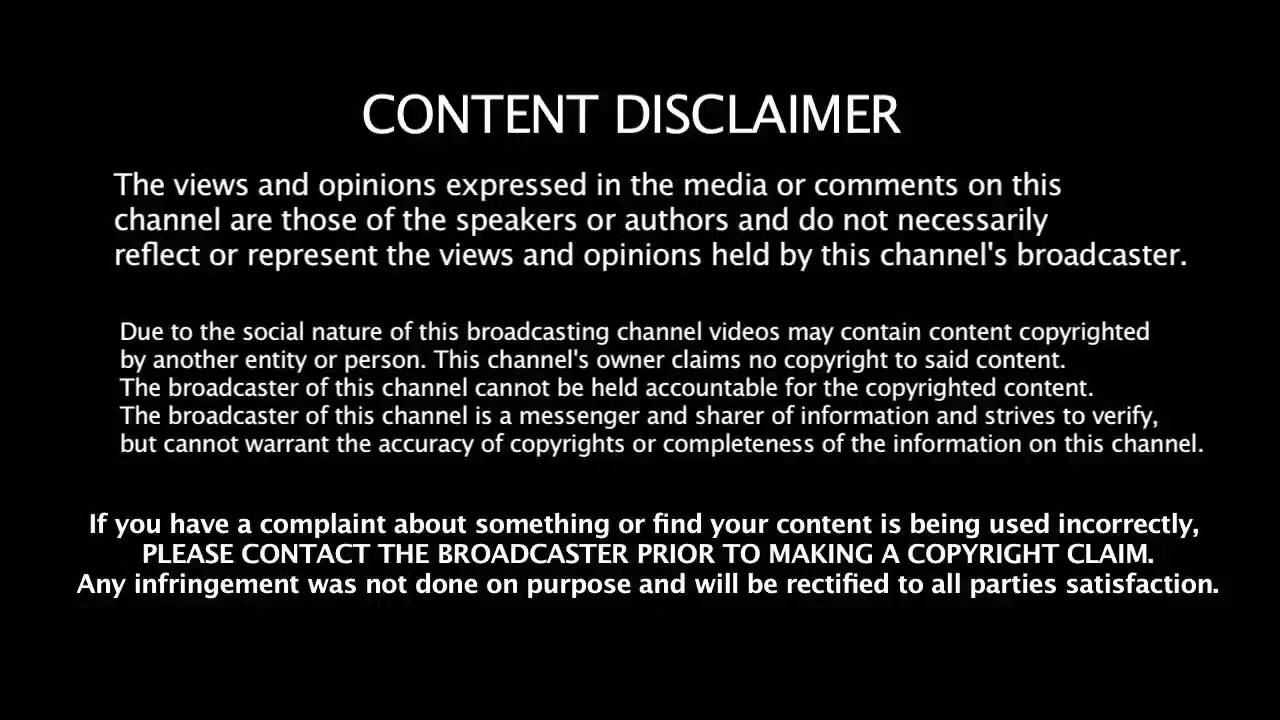 CONTENT DISCLAIMER
The views and opinions expressed in the media or comments on this
channel are those of the speakers or authors and do not necessarily
reflect or represent the views and opinions held by this channel's broadcaster.
Due to the social nature of this broadcasting channel videos may contain content copyrighted
by another entity or person. This channel's owner claims no copyright to said content.
The broadcaster of this channel cannot be held accountable for the copyrighted content.
The broadcaster of this channel is a messenger and sharer of information and strives to verify,
but cannot warrant the accuracy of copyrights or completeness of the information on this channel.
If you have a complaint about something or find your content is being used incorrectly,
PLEASE CONTACT THE BROADCASTER PRIOR TO MAKING A COPYRIGHT CLAIM.
Any infringement was not done on purpose and will be rectified to all parties satisfaction.